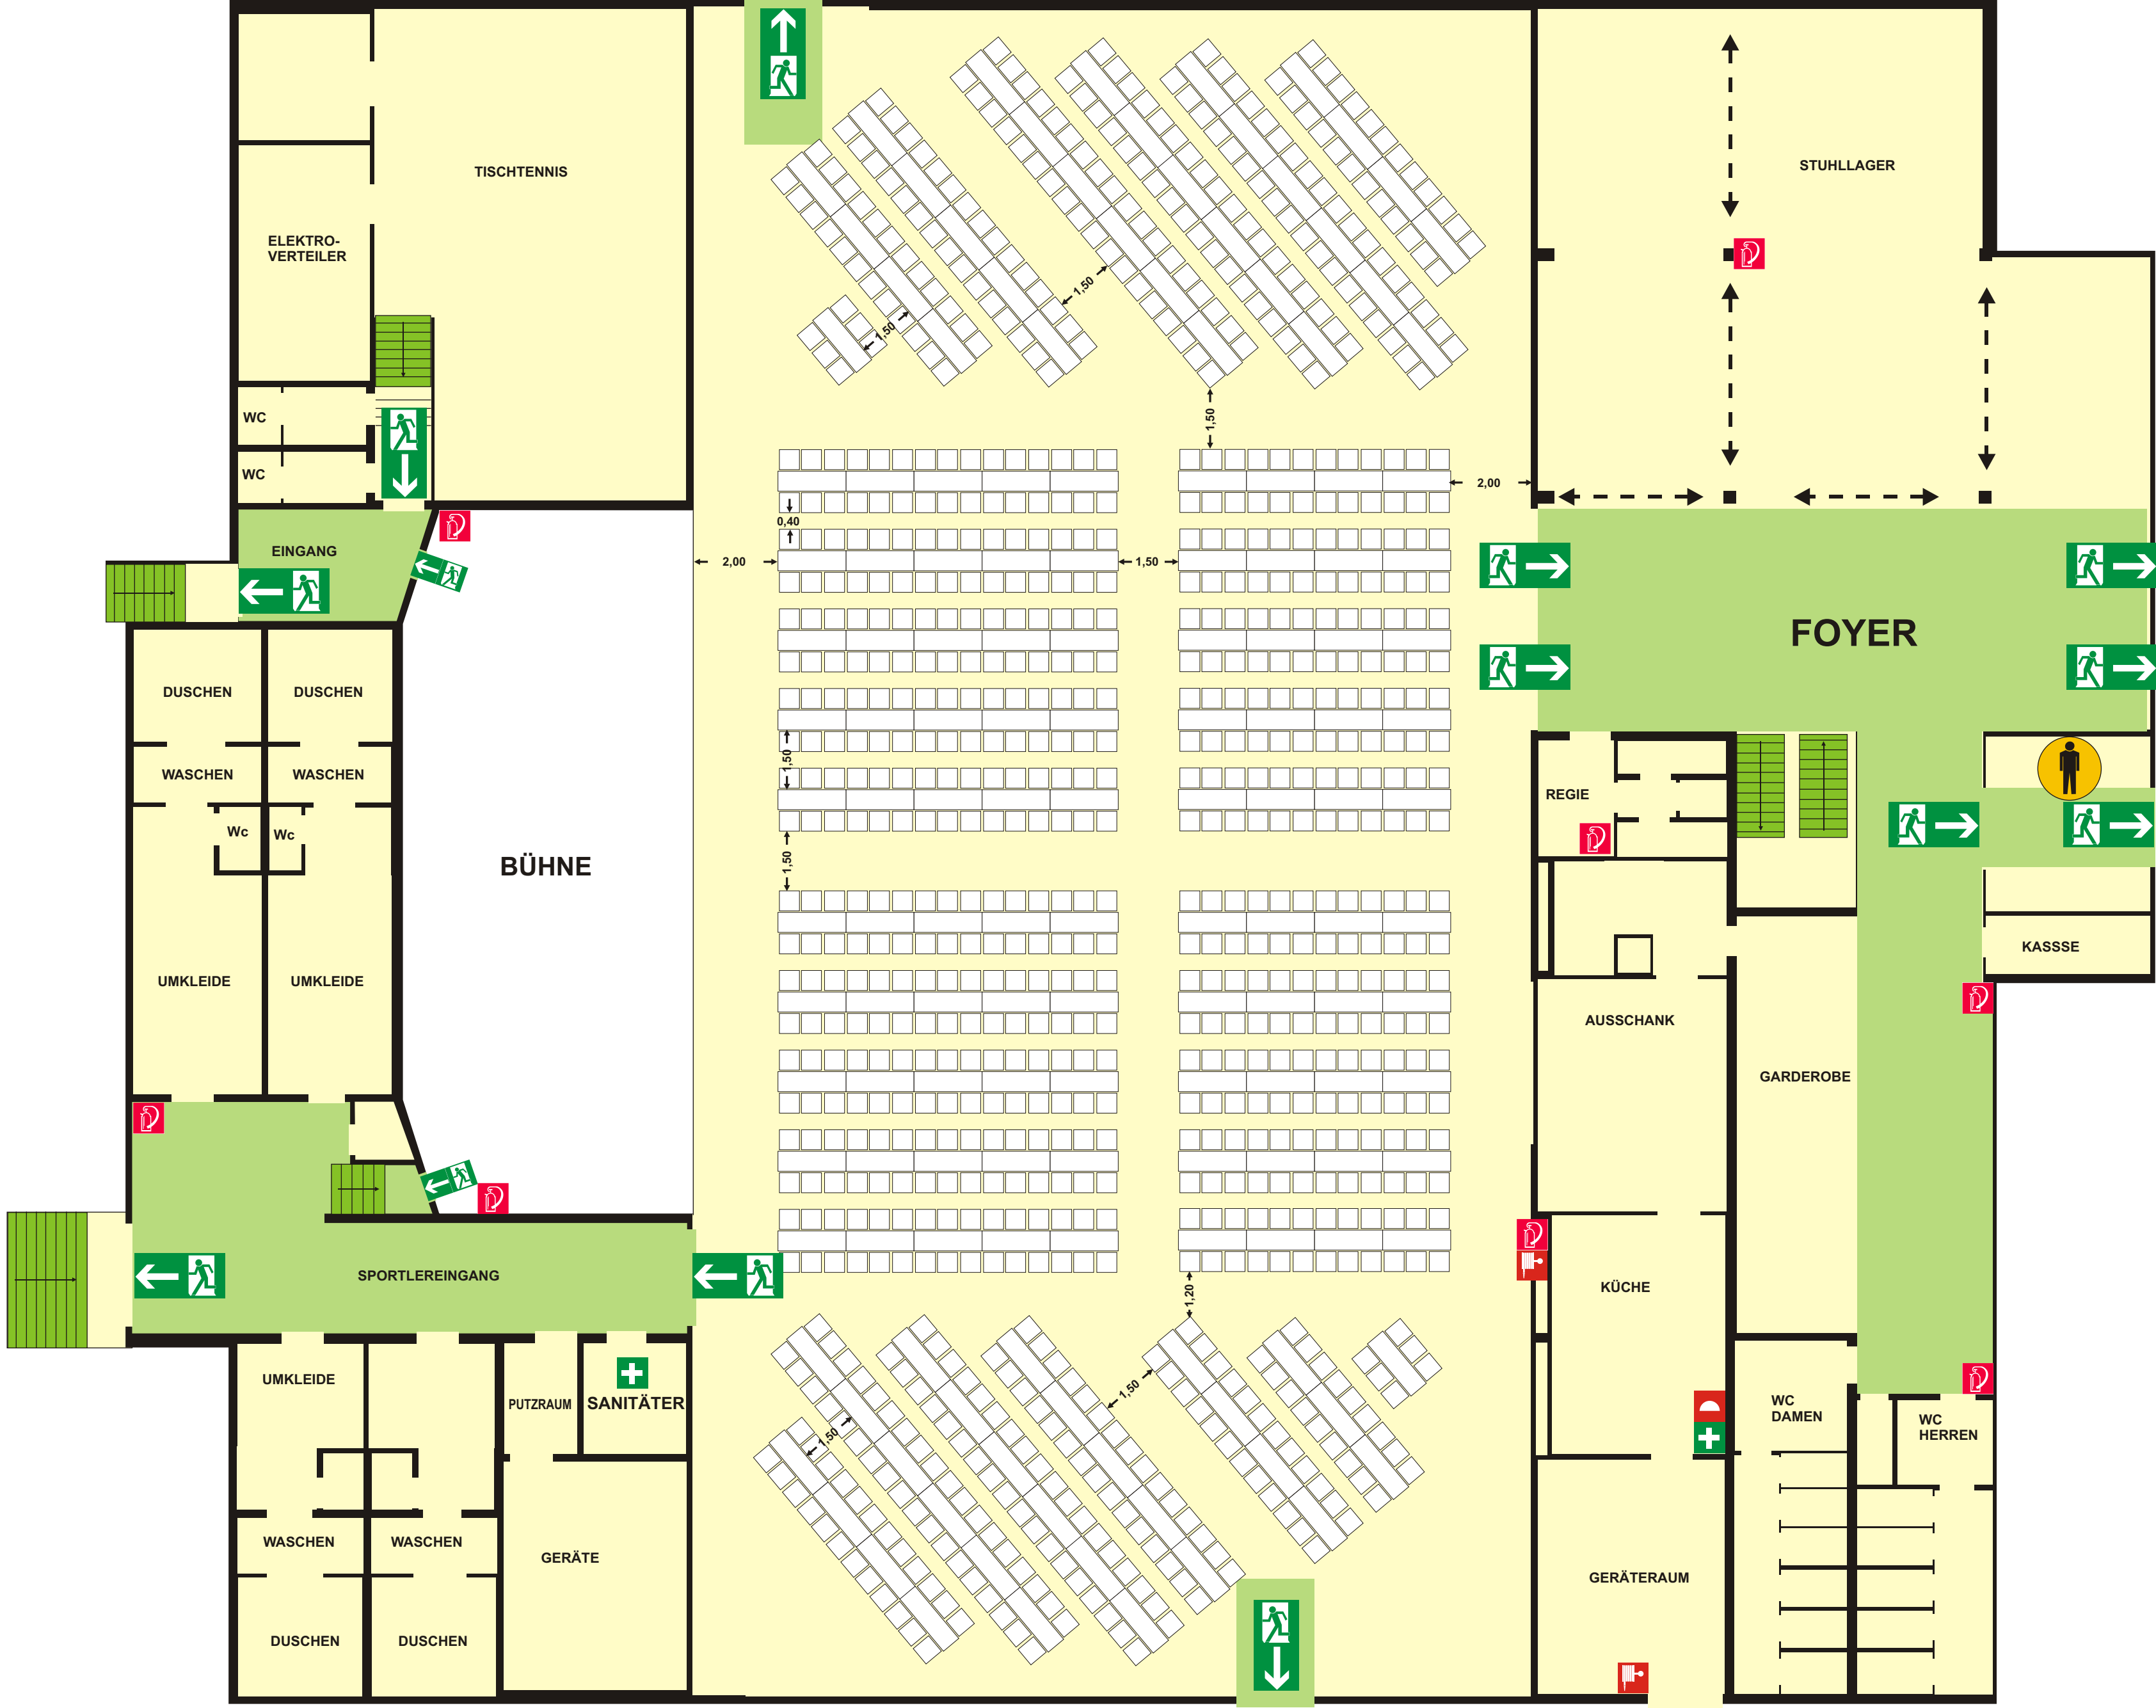 TISCHTENNIS
STUHLLAGER
ELEKTRO-
VERTEILER
1,50
1,50
WC
1,50
WC
2,00
0,40
EINGANG
2,00
1,50
FOYER
DUSCHEN
DUSCHEN
WASCHEN
WASCHEN
1,50
REGIE
Wc
Wc
1,50
BÜHNE
KASSSE
UMKLEIDE
UMKLEIDE
AUSSCHANK
GARDEROBE
SPORTLEREINGANG
1,20
KÜCHE
UMKLEIDE
1,50
PUTZRAUM
SANITÄTER
WC
DAMEN
WC
HERREN
1,50
WASCHEN
WASCHEN
GERÄTE
GERÄTERAUM
DUSCHEN
DUSCHEN